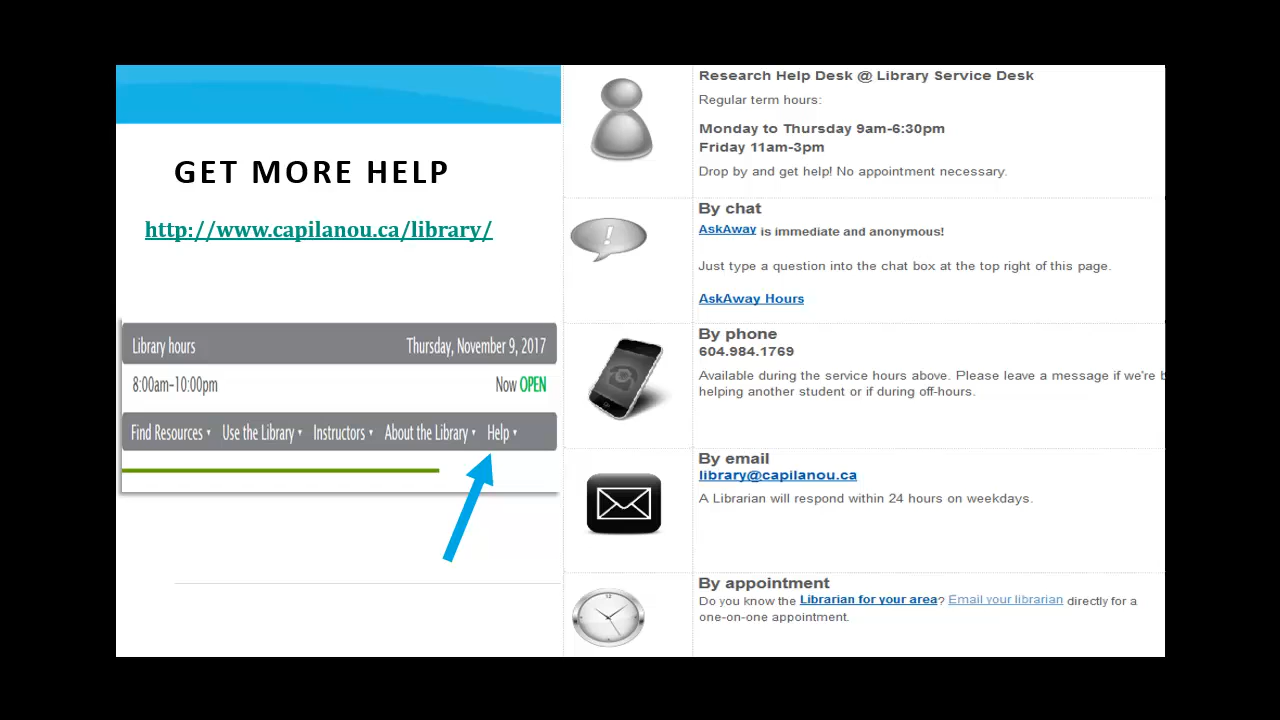 GET MORE HELP
http://www.capilanou.ca/library/
Library hours Thursday, November 9, 2017
8:00am–10:00pm Now OPEN
Find Resources Use the Library Instructors About the Library Help
Research Help Desk @ Library Service Desk
Regular term hours:
Monday to Thursday 9am-6:30pm
Friday 11am-3pm
Drop by and get help! No appointment necessary.
By chat
AskAway is immediate and anonymous!
Just type a question into the chat box at the top right of this page.
AskAway Hours
By phone
604.984.1769
Available during the service hours above. Please leave a message if we're
helping another student or if during off-hours.
By email
library@capilanou.ca
A Librarian will respond within 24 hours on weekdays.
By appointment
Do you know the Librarian for your area? Email your librarian directly for a
one-on-one appointment.